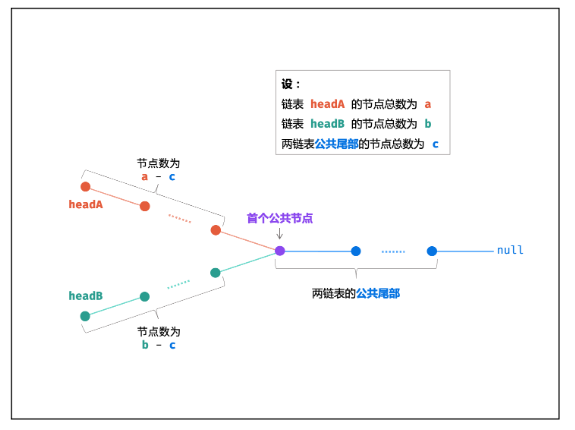 设：
链表 headA 的节点总数为 a
链表 headB 的节点总数为 b
两链表公共尾部的节点总数为 c
节点数为
a - c
headA
首个公共节点
null
headB
两链表的公共尾部
节点数为
b - c